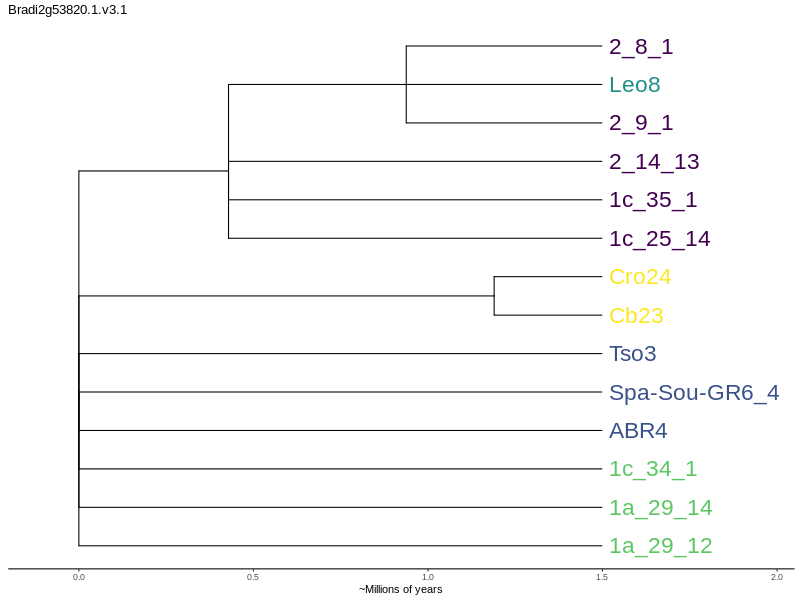 Bradi2g53820.1.v3.1
2_8_1
Leo8
2_9_1
2_14_13
1c_35_1
1c_25_14
Cro24
Cb23
Tso3
Spa-Sou-GR6_4
ABR4
1c_34_1
1a_29_14
1a_29_12
0.0 0.5 1.0 1.5 2.0
~Millions of years